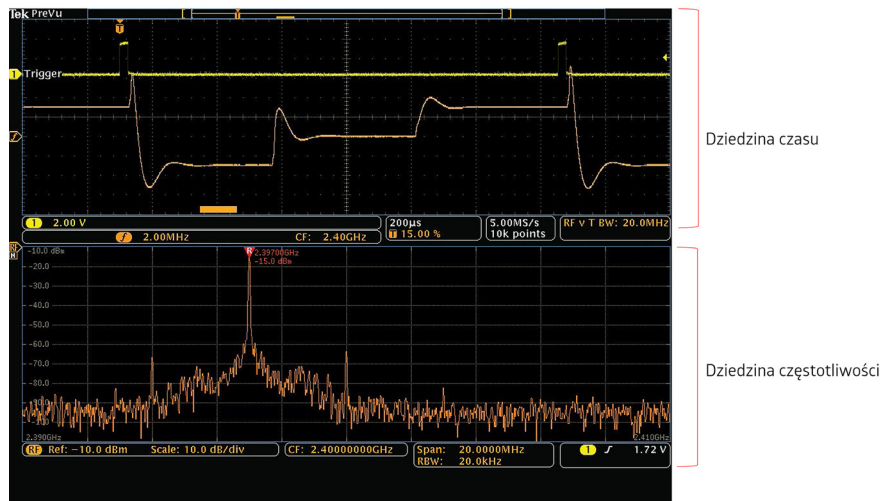 Tek PreVu
T
1 Trigger
Dziedzina czasu
1 2.00 V
2.00MHz CF: 2.40GHz
200µs
T 15.00 %
5.00MS/s
10k points
RF v T BW: 20.0MHz
RF
M
-10.0 dBm
R
2.39700GHz
-15.0 dBm
-20.0
-30.0
-40.0
-50.0
-60.0
-70.0
-80.0
-90.0
2.390GHz
2.410GHz
Dziedzina częstotliwości
RF Ref: -10.0 dBm Scale: 10.0 dB/div
CF: 2.40000000GHz
Span: 20.0000MHz
RBW: 20.0kHz
1 1.72 V